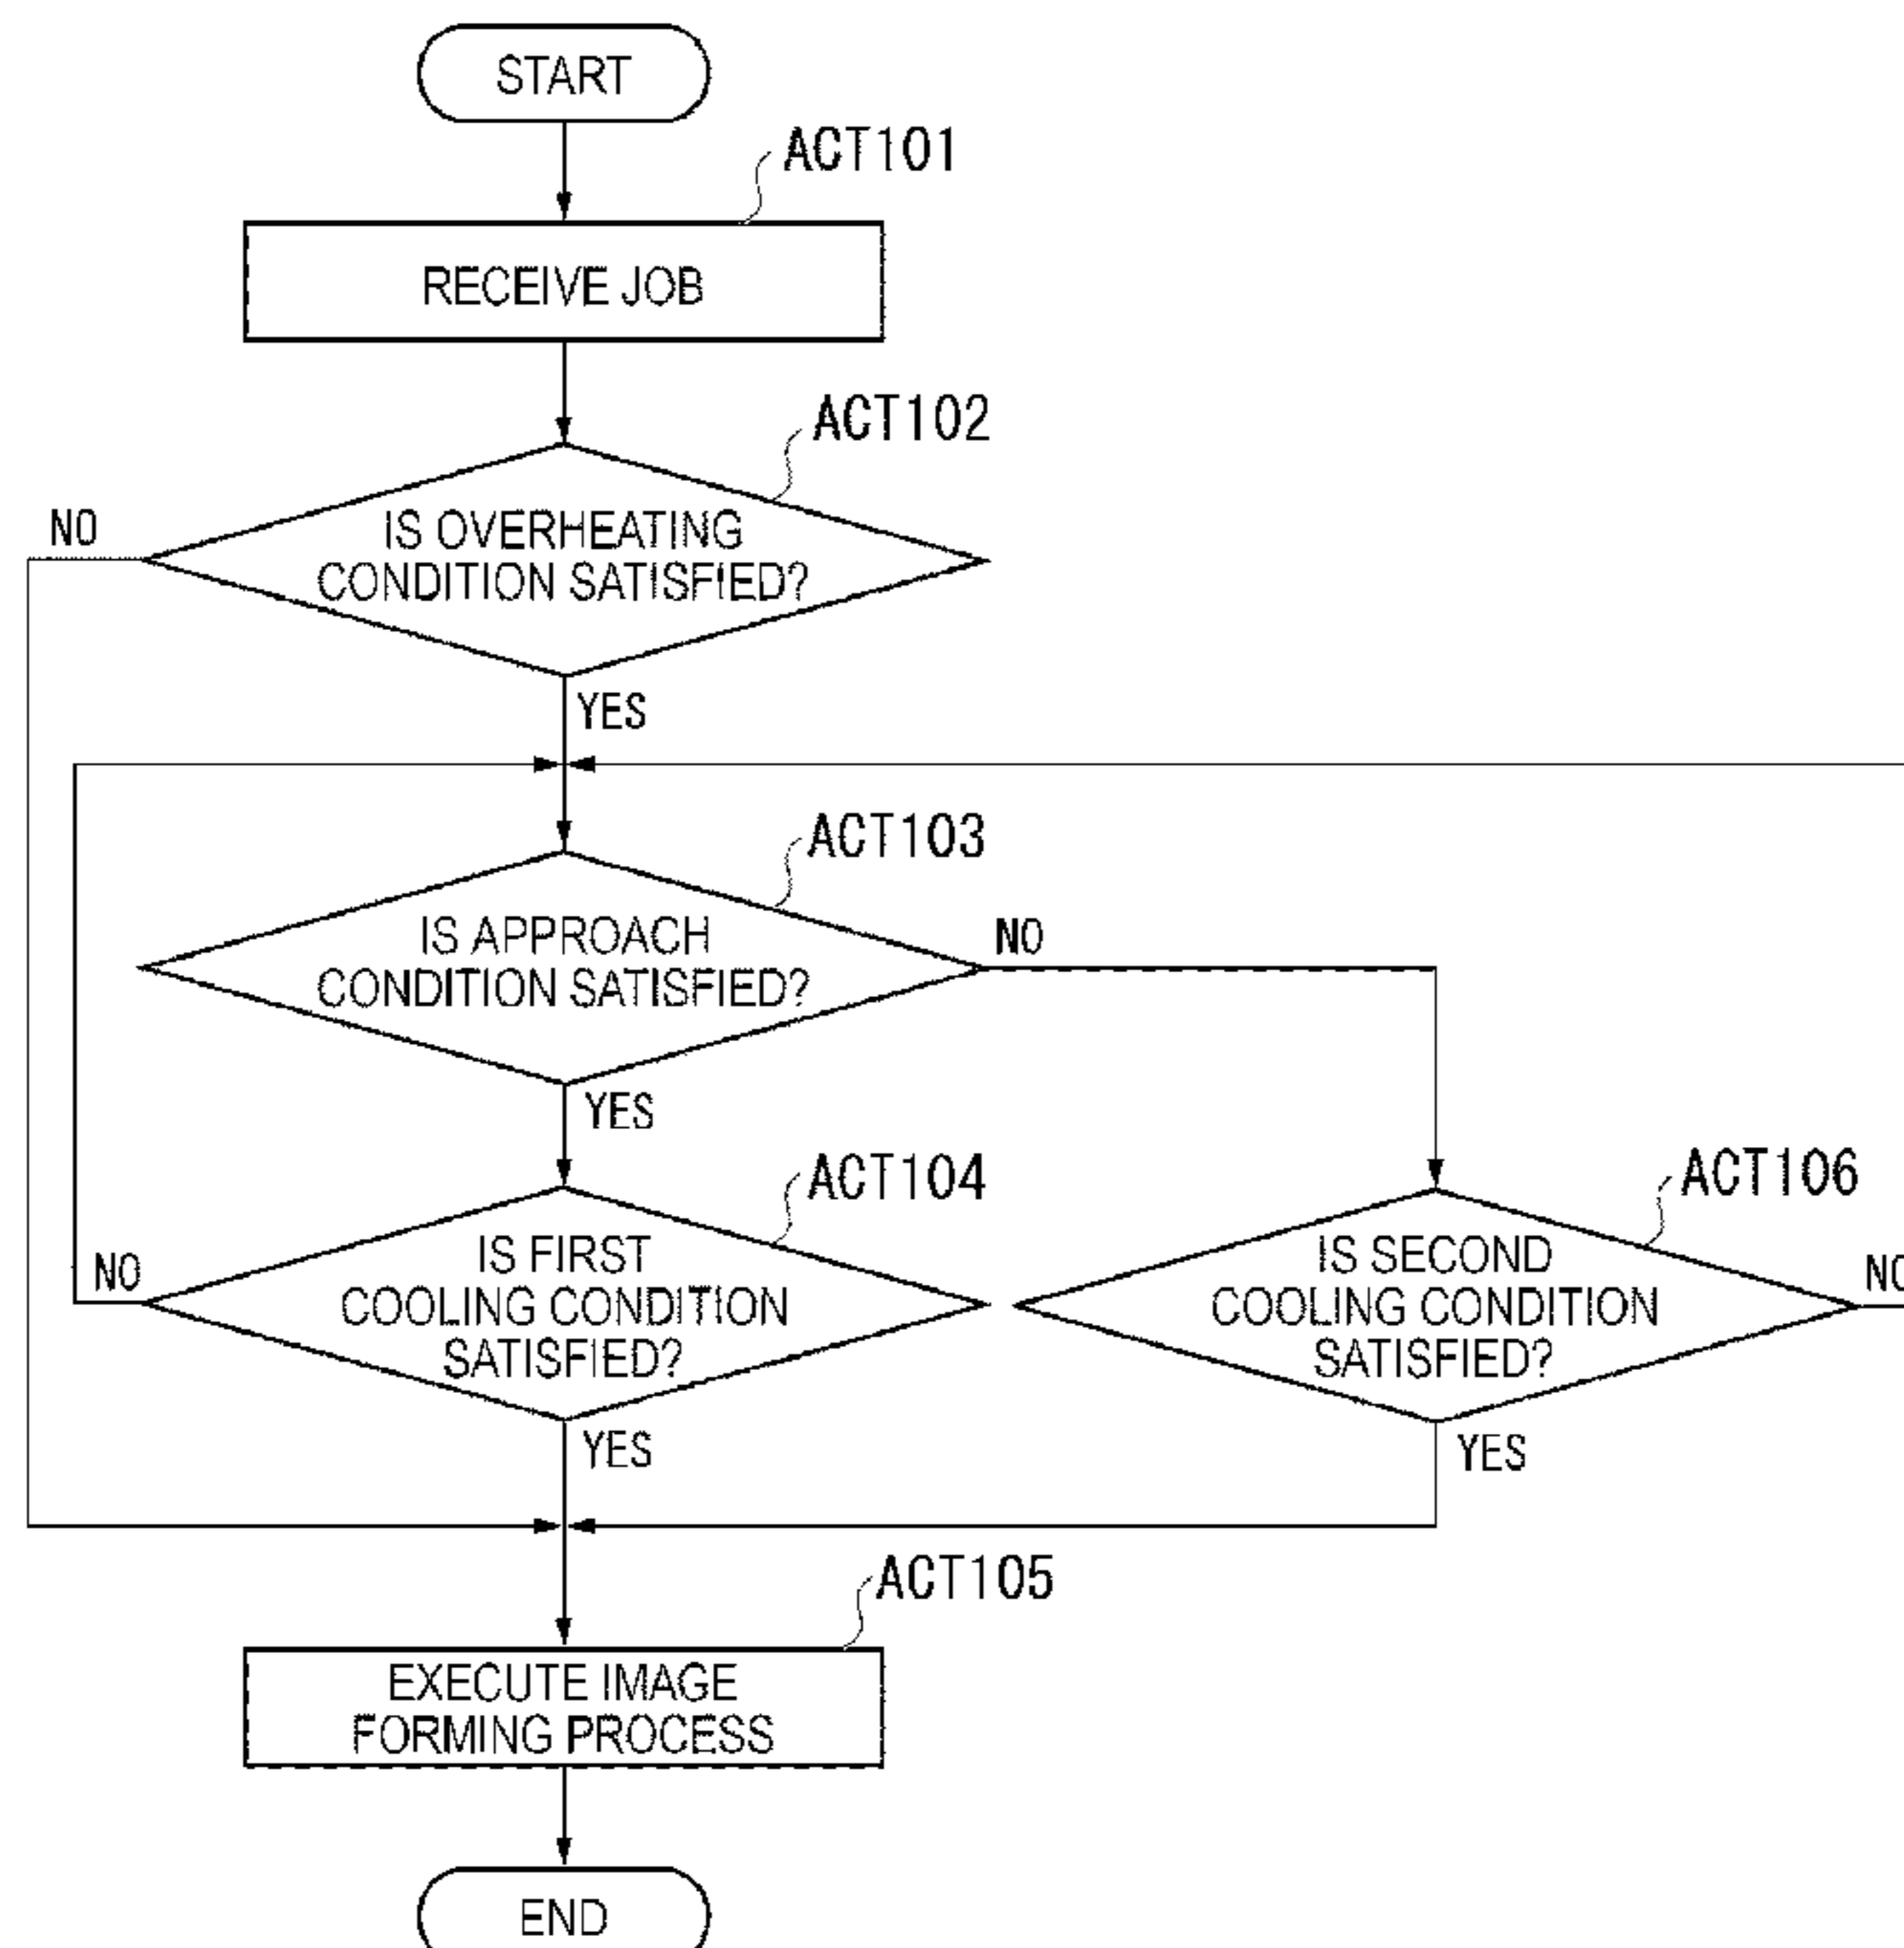 START
ACT101
RECEIVE JOB
ACT102
NO
IS OVERHEATING
CONDITION SATISFIED?
YES
ACT103
IS APPROACH
CONDITION SATISFIED?
NO
YES
ACT104
ACT106
NO
IS FIRST
COOLING CONDITION
SATISFIED?
IS SECOND
COOLING CONDITION
SATISFIED?
NO
YES
YES
ACT105
EXECUTE IMAGE
FORMING PROCESS
END